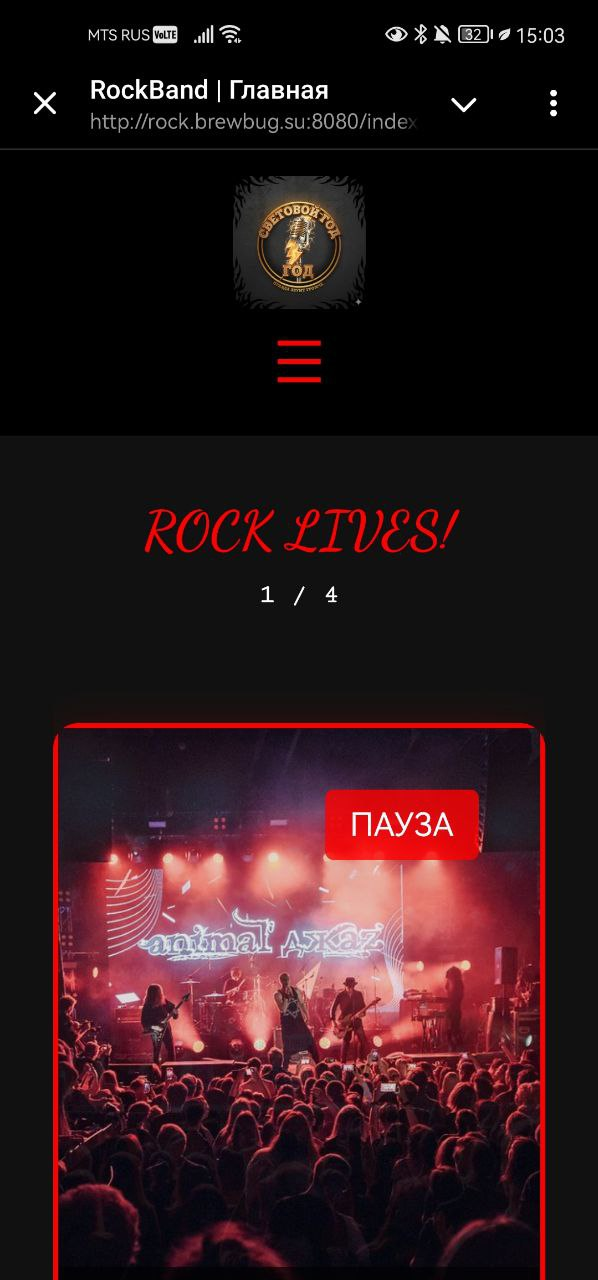 MTS RUS VoLTE 32 15:03
RockBand | Главная
http://rock.brewbug.su:8080/index
СВЕТОВОЙ ГОД
ГОД
ROCK LIVES!
1 / 4
ПАУЗА
animal джаz